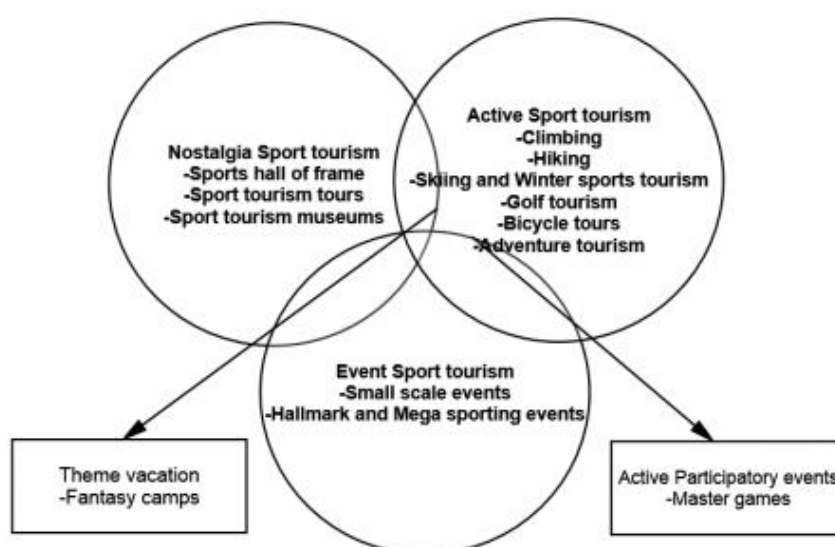 Nostalgia Sport tourism
-Sports hall of frame
-Sport tourism tours
-Sport tourism museums
Active Sport tourism
-Climbing
-Hiking
-Skiing and Winter sports tourism
-Golf tourism
-Bicycle tours
-Adventure tourism
Event Sport tourism
-Small scale events
-Hallmark and Mega sporting events
Theme vacation
-Fantasy camps
Active Participatory events
-Master games